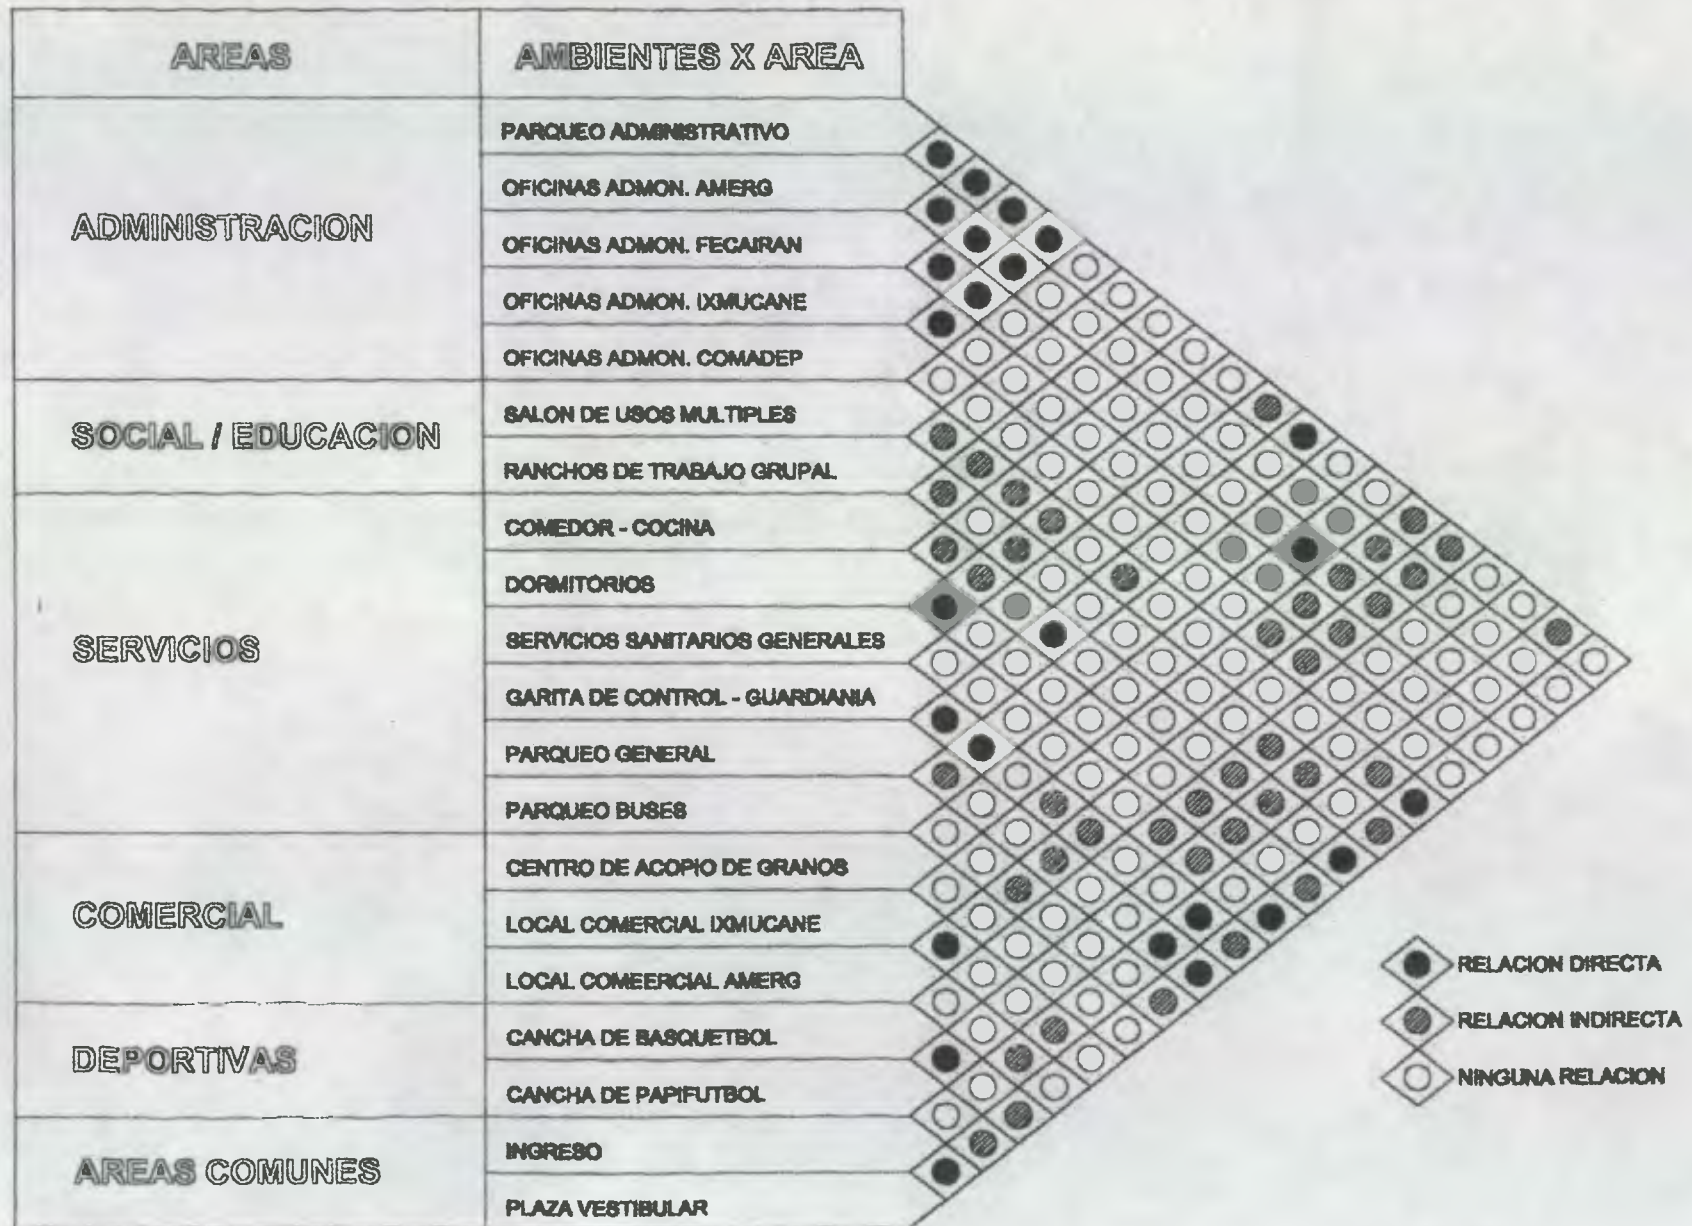 AREAS AMBIENTES X AREA
PARQUEO ADMINISTRATIVO
OFICINAS ADMON. AMERG
ADMINISTRACION
OFICINAS ADMON. FECAIRAN
OFICINAS ADMON. IXMUCANE
OFICINAS ADMON. COMADEP
SOCIAL / EDUCACION
SALON DE USOS MULTIPLES
RANCHOS DE TRABAJO GRUPAL
SERVICIOS
COMEDOR - COCINA
DORMITORIOS
SERVICIOS SANITARIOS GENERALES
GARITA DE CONTROL - GUARDIANIA
PARQUEO GENERAL
PARQUEO BUSES
COMERCIAL
CENTRO DE ACOPIO DE GRANOS
LOCAL COMERCIAL IXMUCANE
LOCAL COMEERCIAL AMERG
DEPORTIVAS
CANCHA DE BASQUETBOL
CANCHA DE PAPIFUTBOL
AREAS COMUNES
INGRESO
PLAZA VESTIBULAR
RELACION DIRECTA
RELACION INDIRECTA
NINGUNA RELACION